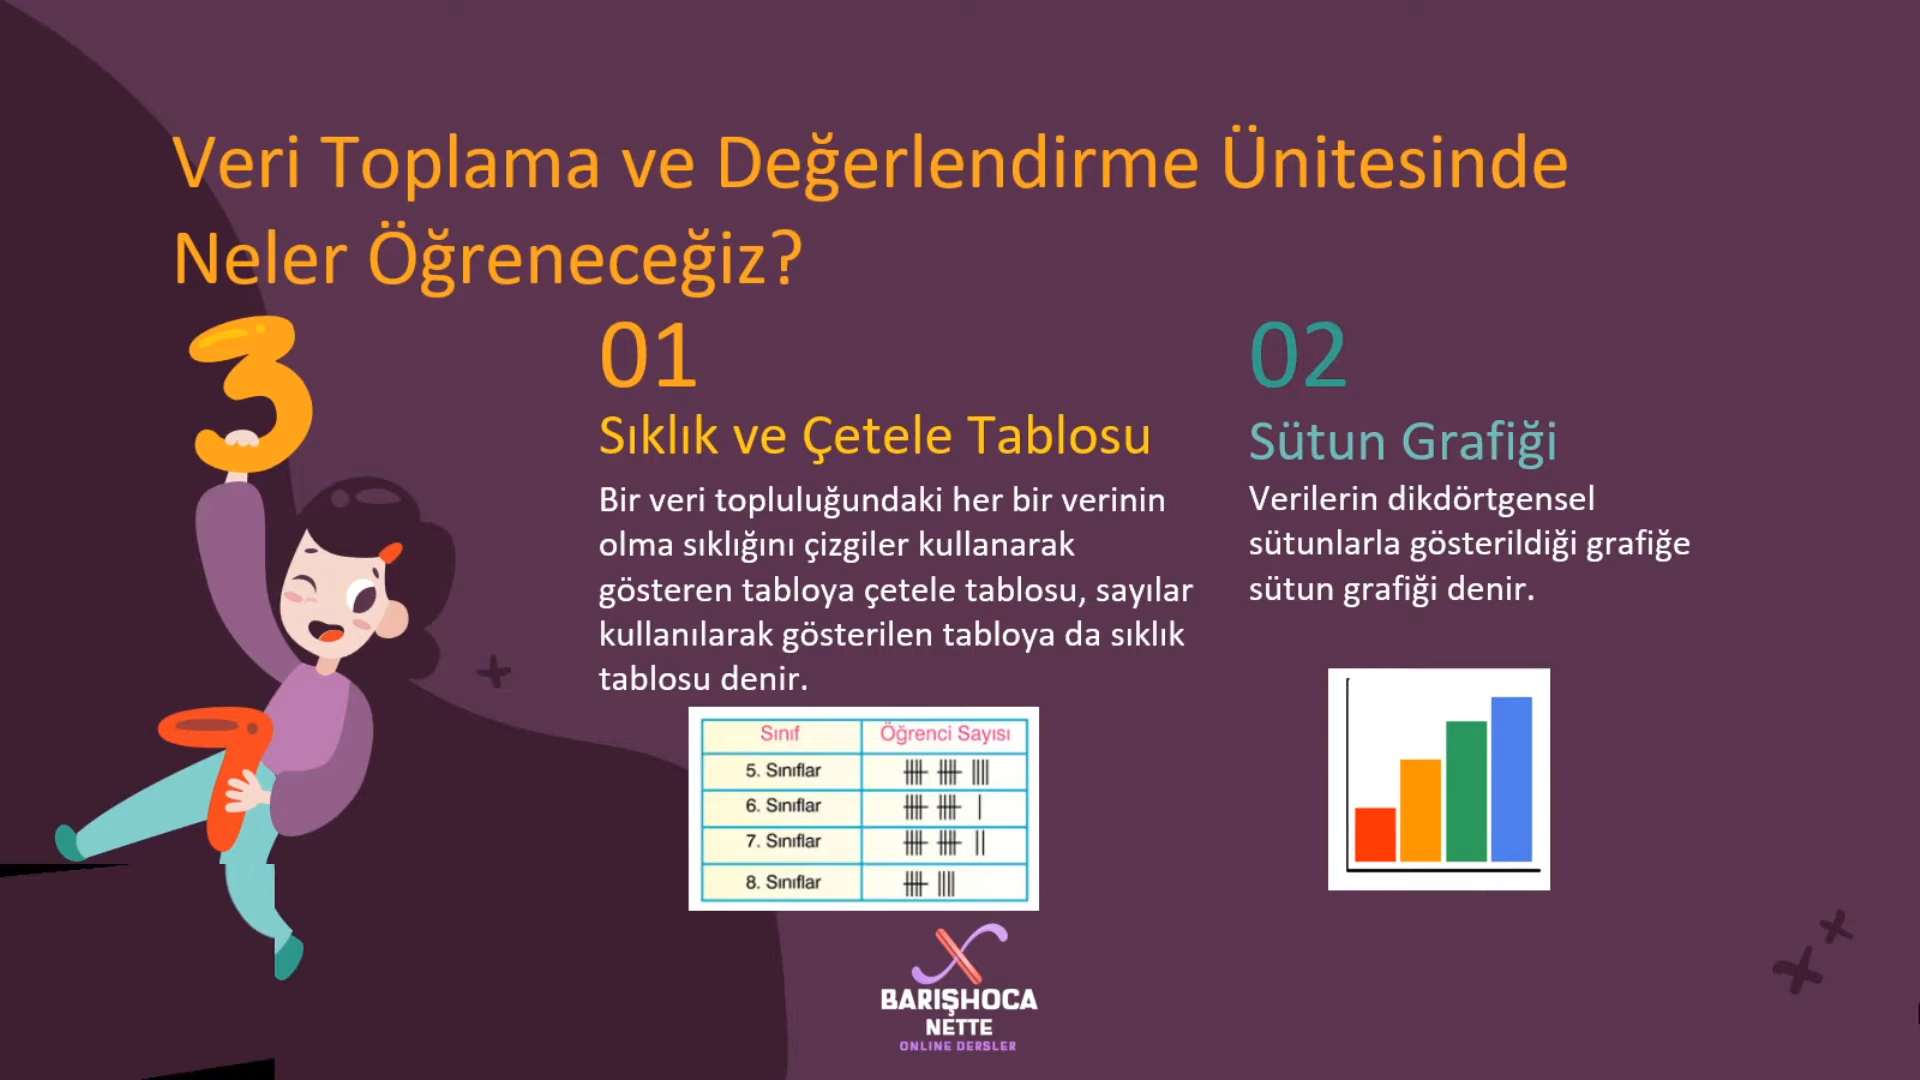 Veri Toplama ve Değerlendirme Ünitesinde
Neler Öğreneceğiz?
3
7
01
Sıklık ve Çetele Tablosu
Bir veri topluluğundaki her bir verinin
olma sıklığını çizgiler kullanarak
gösteren tabloya çetele tablosu, sayılar
kullanılarak gösterilen tabloya da sıklık
tablosu denir.
Sınıf Öğrenci Sayısı
5. Sınıflar
6. Sınıflar
7. Sınıflar
8. Sınıflar
02
Sütun Grafiği
Verilerin dikdörtgensel
sütunlarla gösterildiği grafiğe
sütun grafiği denir.
BARIŞHOCA
NETTE
ONLINE DERSLER